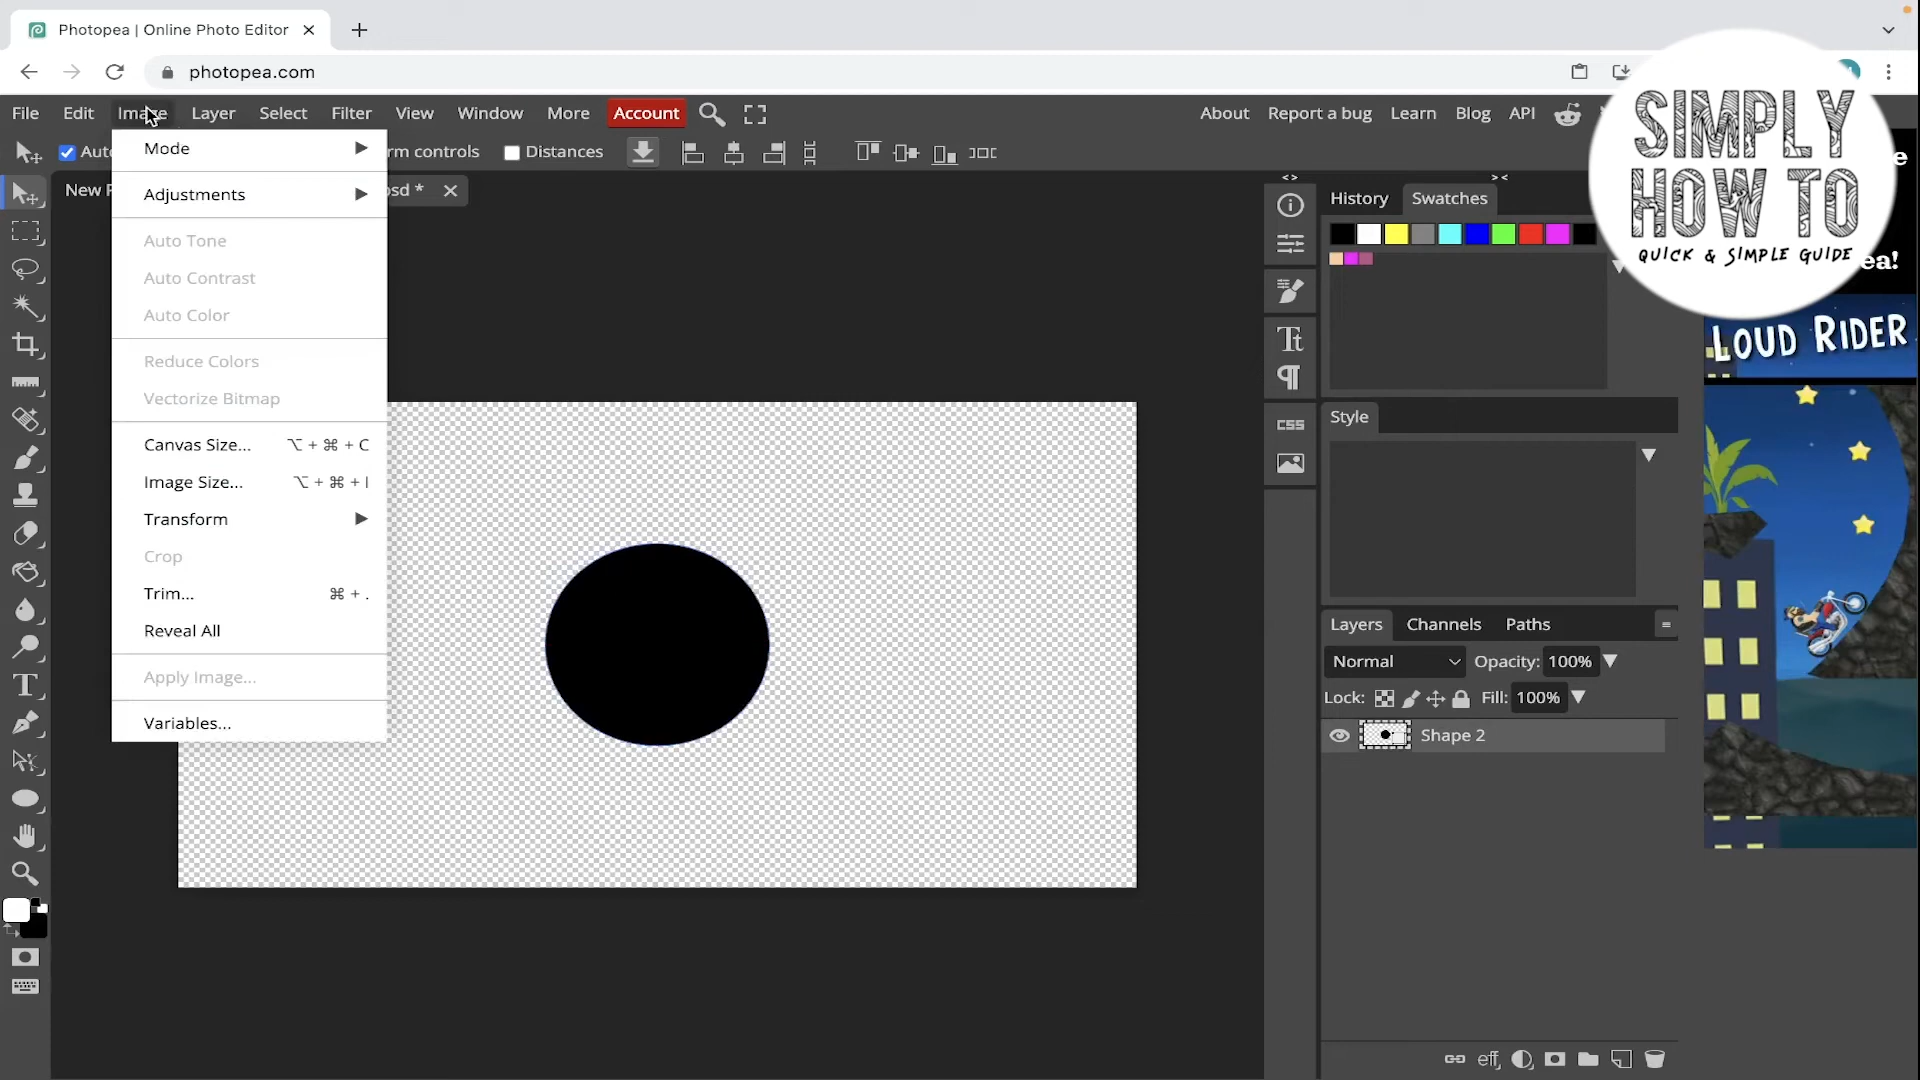 Photopea | Online Photo Editor
photopea.com
File Edit Image Layer Select Filter View Window More Account
About Report a bug Learn Blog API
Distances
New
Mode
Adjustments
Auto Tone
Auto Contrast
Auto Color
Reduce Colors
Vectorize Bitmap
Canvas Size... ⌥ + ⌘ + C
Image Size... ⌥ + ⌘ + I
Transform
Crop
Trim... ⌘ + .
Reveal All
Apply Image...
Variables...
controls
psd *
History Swatches
Tt
CSS
Style
Layers Channels Paths
Normal Opacity: 100%
Lock: Fill: 100%
Shape 2
eff
T
SIMPLY
HOW TO
QUICK & SIMPLE GUIDE
LOUD RIDER